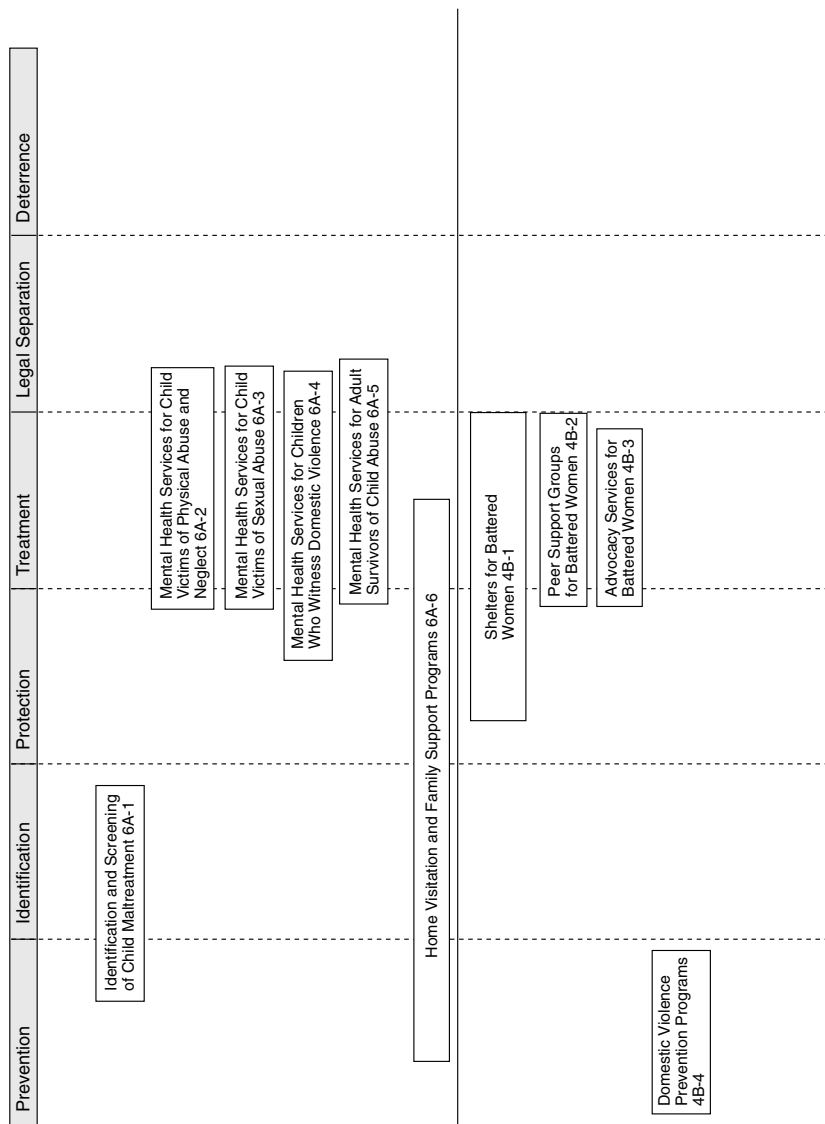 Prevention
Identification
Protection
Treatment
Legal Separation
Deterrence
Identification and Screening
of Child Maltreatment 6A-1
Mental Health Services for Child
Victims of Physical Abuse and
Neglect 6A-2
Mental Health Services for Child
Victims of Sexual Abuse 6A-3
Mental Health Services for Children
Who Witness Domestic Violence 6A-4
Mental Health Services for Adult
Survivors of Child Abuse 6A-5
Home Visitation and Family Support Programs 6A-6
Shelters for Battered
Women 4B-1
Peer Support Groups
for Battered Women 4B-2
Advocacy Services for
Battered Women 4B-3
Domestic Violence
Prevention Programs
4B-4